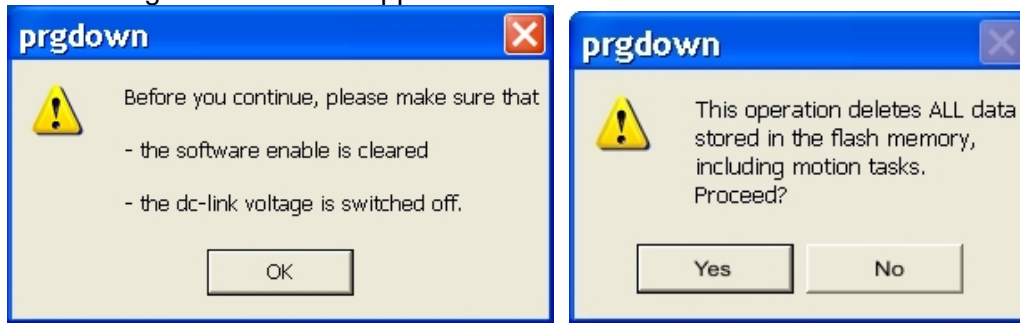 prgdown
Before you continue, please make sure that
- the software enable is cleared
- the dc-link voltage is switched off.
OK
prgdown
This operation deletes ALL data
stored in the flash memory,
including motion tasks.
Proceed?
Yes
No